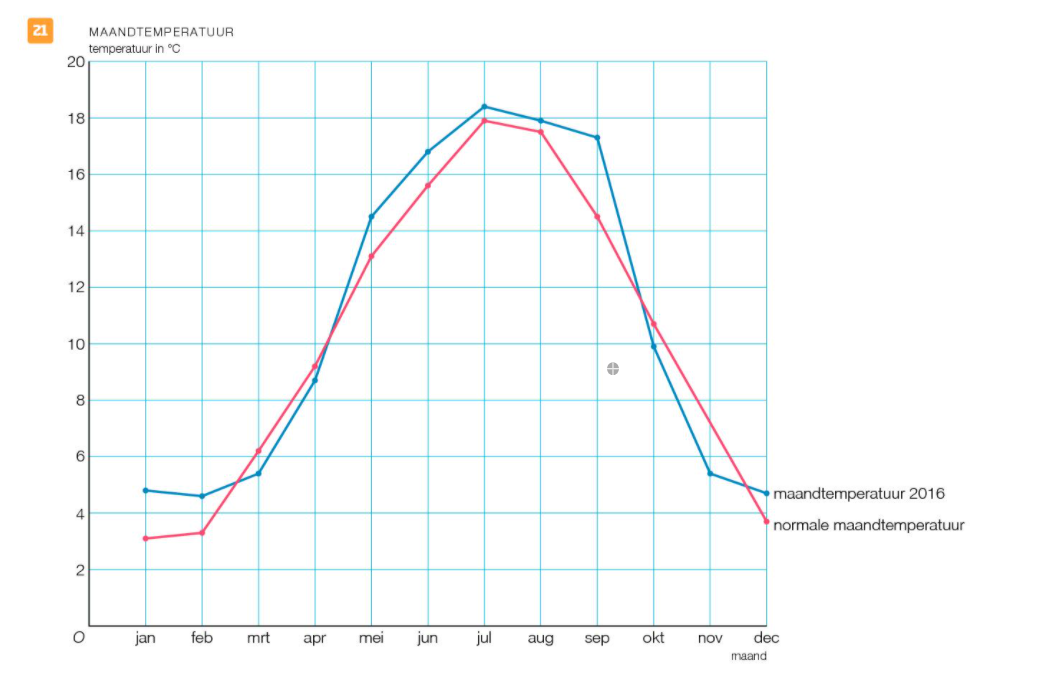 21
MAANDTEMPERATUUR
temperatuur in °C
20
18
16
14
12
10
8
6
4
2
O jan feb mrt apr mei jun jul aug sep okt nov dec
maand
maandtemperatuur 2016
normale maandtemperatuur